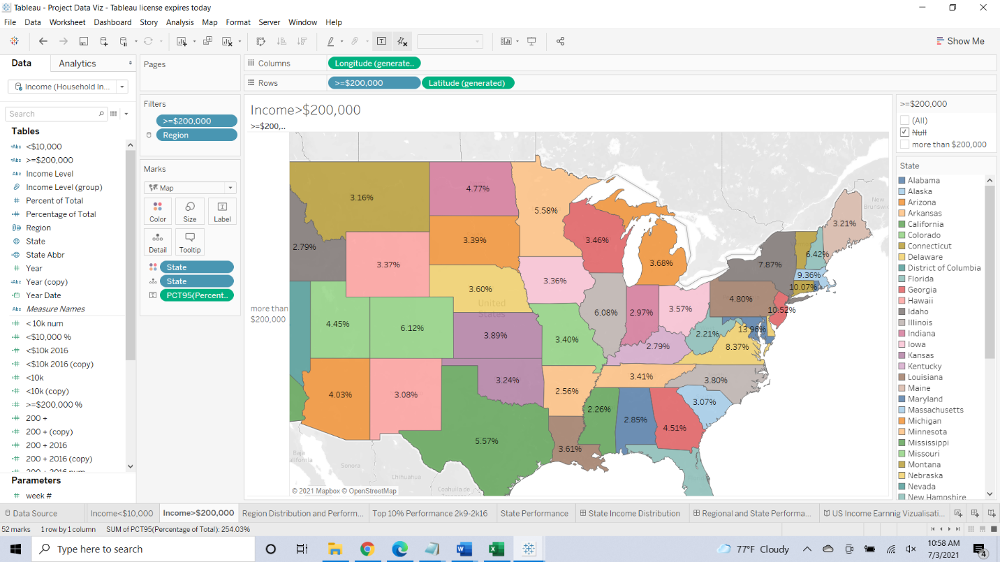 Tableau - Project Data Viz - Tableau license expires today
File Data Worksheet Dashboard Story Analysis Map Format Server Window Help
Show Me
Data Analytics
Income (Household In...
Search
Tables
Abc <$10,000
Abc >=$200,000
Abc Income Level
Income Level (group)
Percent of Total
Percentage of Total
Region
State
State Abbr
Year
Abc Year (copy)
Year Date
Abc Measure Names
< 10k num
<$10,000 %
<$10k 2016
<$10k 2016 (copy)
<10k
<10k (copy)
>=$200,000 %
200 +
200 + (copy)
200 + 2016
200 + 2016 (copy)
200 + 2016 num
Parameters
week #
Pages
Filters
>=$200,000
Region
Marks
Map
Color Size Label
Detail Tooltip
State
State
PCT95(Percent..
Columns Longitude (generate..
Rows >=$200,000 Latitude (generated)
Income>$200,000
>=$200,..
more than
$200,000
3.16%
4.77%
5.58%
3.21%
2.79%
3.39%
3.46%
3.37%
3.68%
7.87%
6.42%
9.36%
3.36%
10.07%
3.60%
4.80%
10.52%
6.08%
2.97%
3.57%
4.45%
6.12%
3.89%
3.40%
2.79%
2.21%
13.96%
8.37%
3.24%
3.41%
3.80%
4.03%
3.08%
2.56%
2.26%
2.85%
4.51%
3.07%
5.57%
3.61%
United
States
New
Brunswick
Baja
California
Sonora
Chihuahua
Coahuila de
© 2021 Mapbox © OpenStreetMap
>=$200,000
(All)
Null
more than $200,000
State
Alabama
Alaska
Arizona
Arkansas
California
Colorado
Connecticut
Delaware
District of Columbia
Florida
Georgia
Hawaii
Idaho
Illinois
Indiana
Iowa
Kansas
Kentucky
Louisiana
Maine
Maryland
Massachusetts
Michigan
Minnesota
Mississippi
Missouri
Montana
Nebraska
Nevada
New Hampshire
Data Source Income<$10,000 Income>$200,000 Region Distribution and Perform... Top 10% Performance 2k9-2k16 State Performance State Income Distribution Regional and State Performa... US Income Earnnig Vizualisati...
52 marks 1 row by 1 column SUM of PCT95(Percentage of Total): 254.03%
Type here to search
77°F Cloudy
10:58 AM
7/3/2021
4